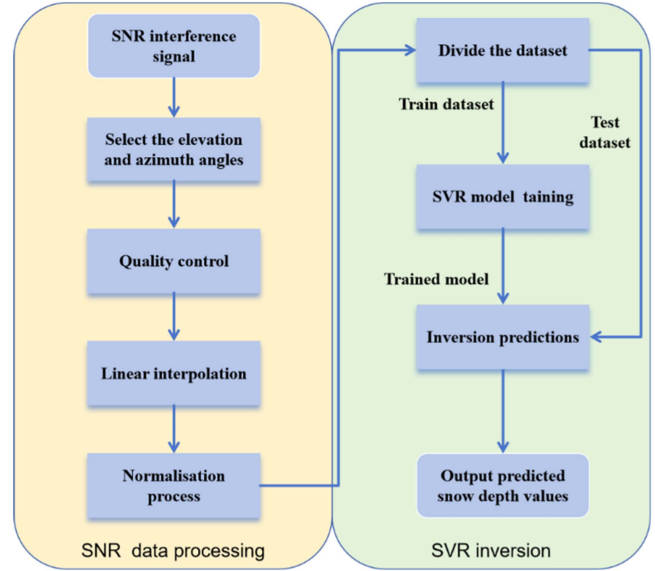 SNR interference
signal
Select the elevation
and azimuth angles
Quality control
Linear interpolation
Normalisation
process
SNR data processing
Divide the dataset
Train dataset
Test
dataset
SVR model taining
Trained model
Inversion predictions
Output predicted
snow depth values
SVR inversion